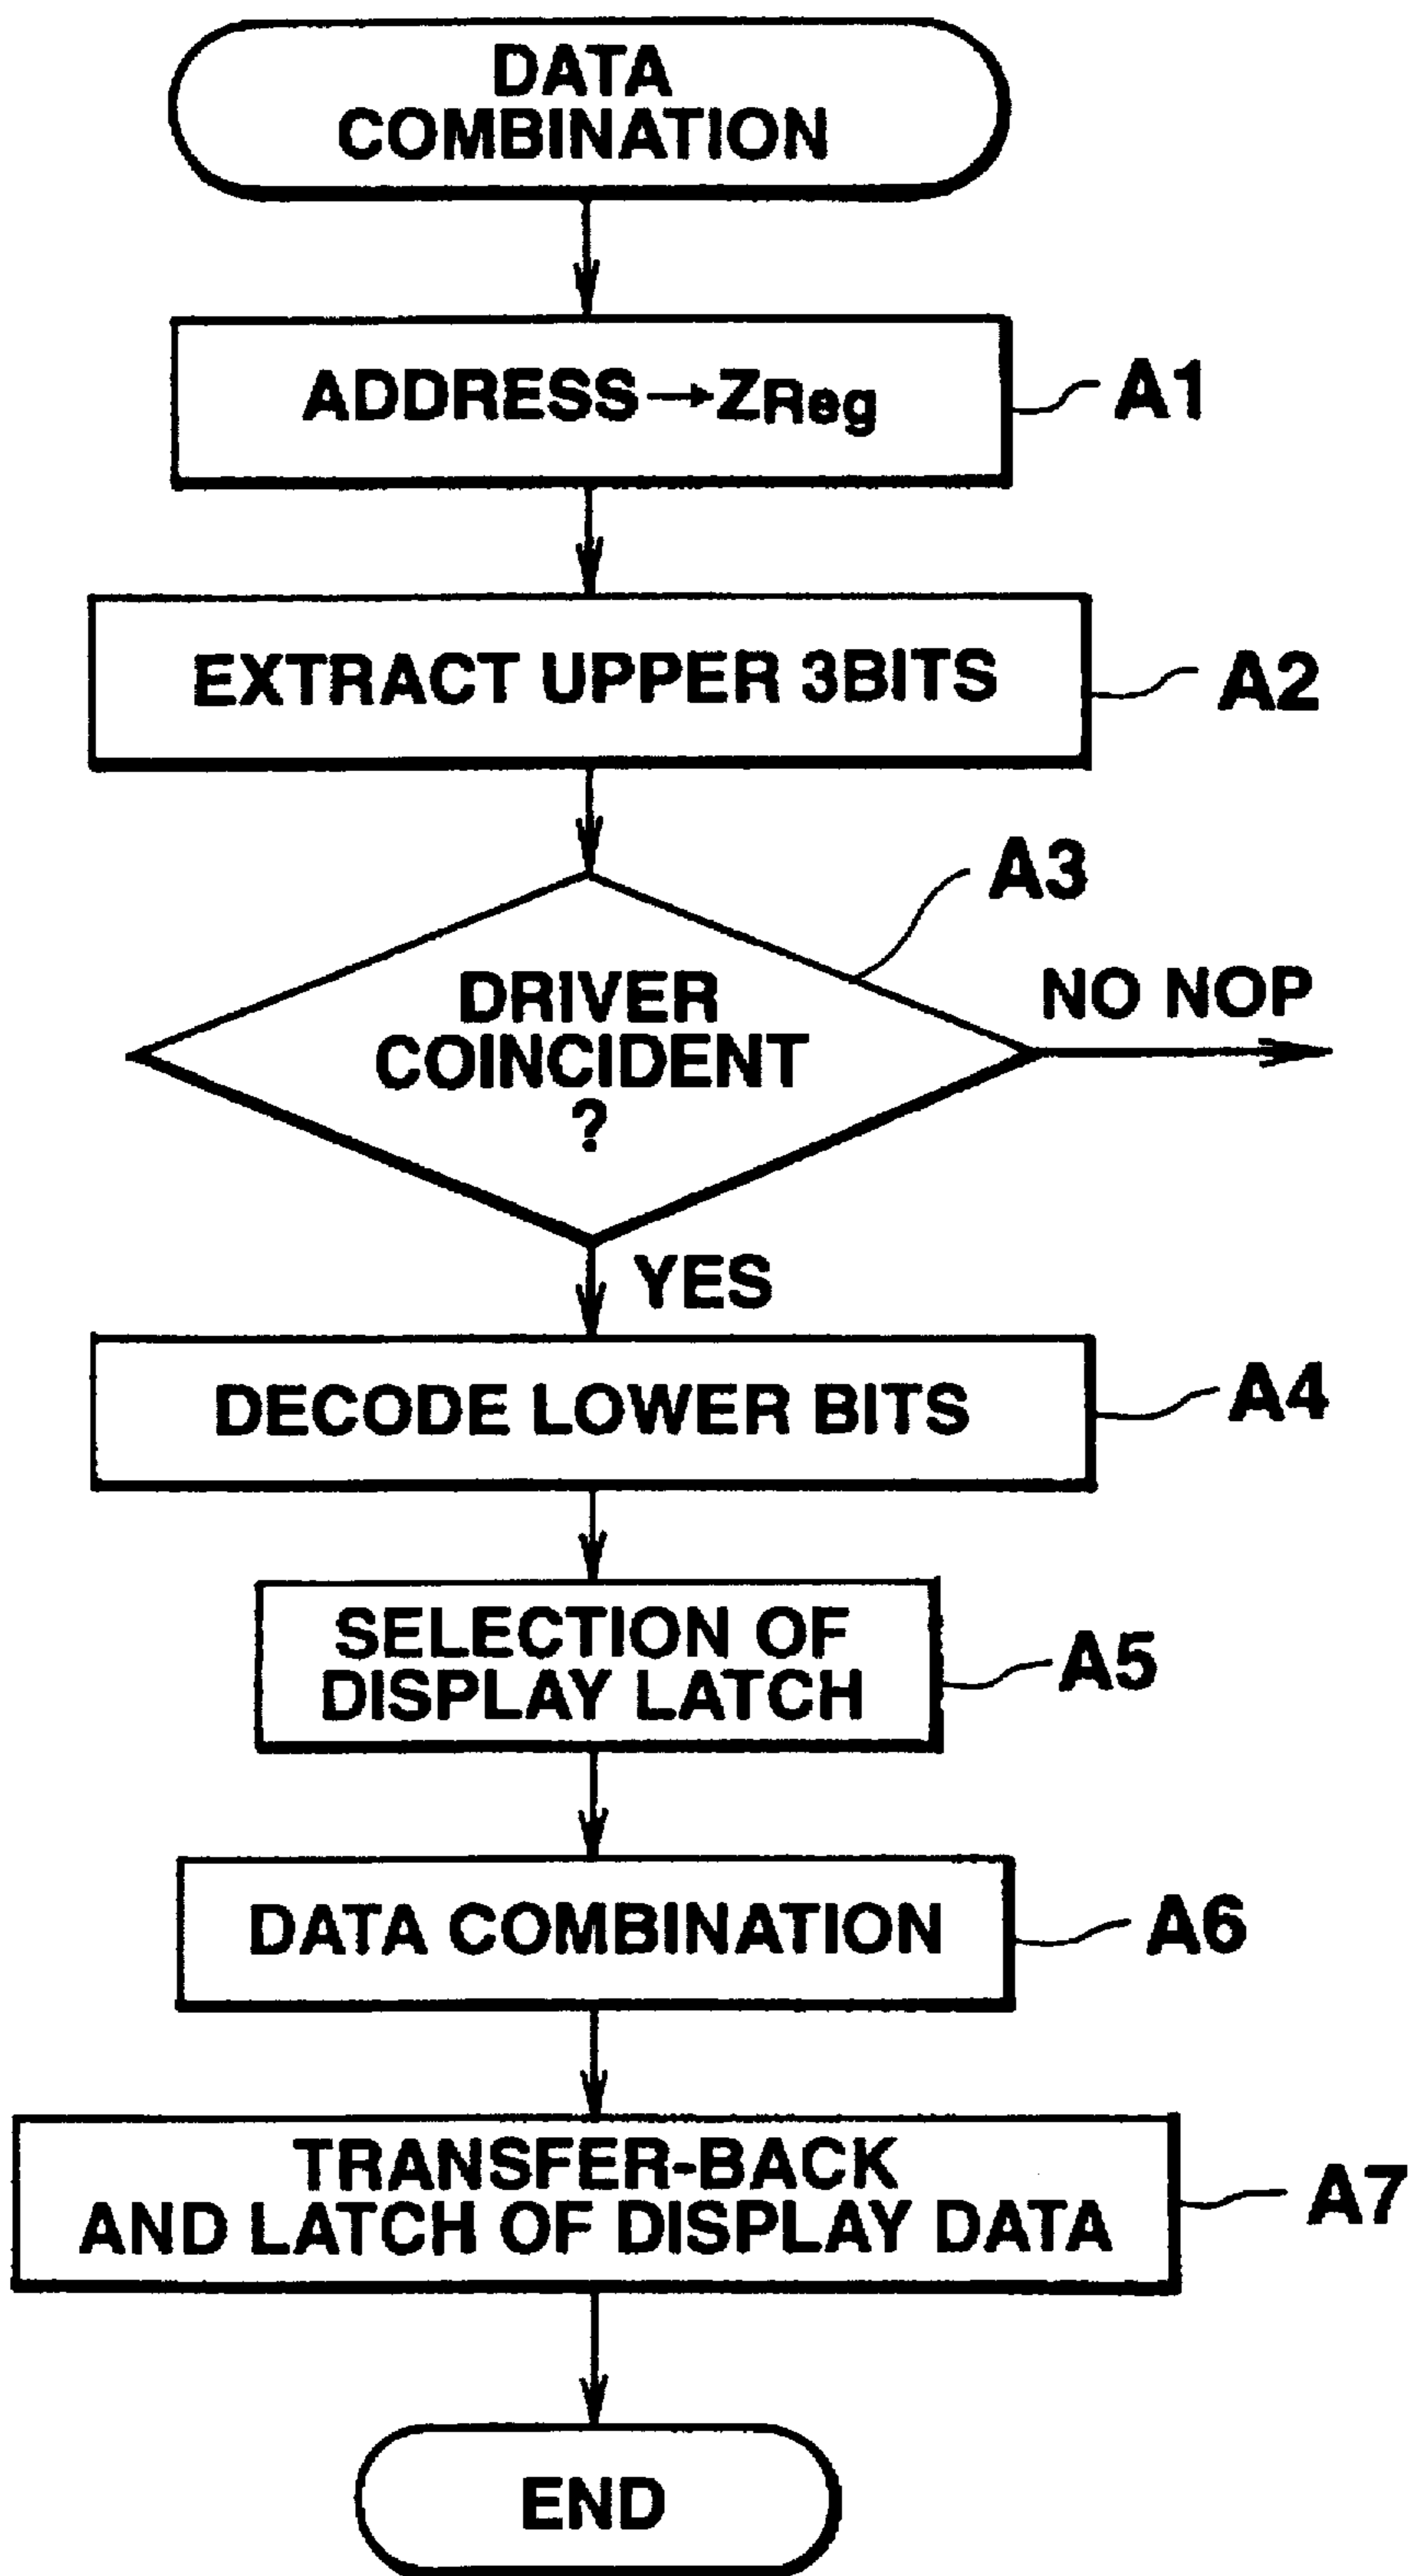 DATA
COMBINATION
ADDRESS→ZReg
A1
EXTRACT UPPER 3BITS
A2
A3
DRIVER
COINCIDENT
?
NO NOP
YES
DECODE LOWER BITS
A4
SELECTION OF
DISPLAY LATCH
A5
DATA COMBINATION
A6
TRANSFER-BACK
AND LATCH OF DISPLAY DATA
A7
END